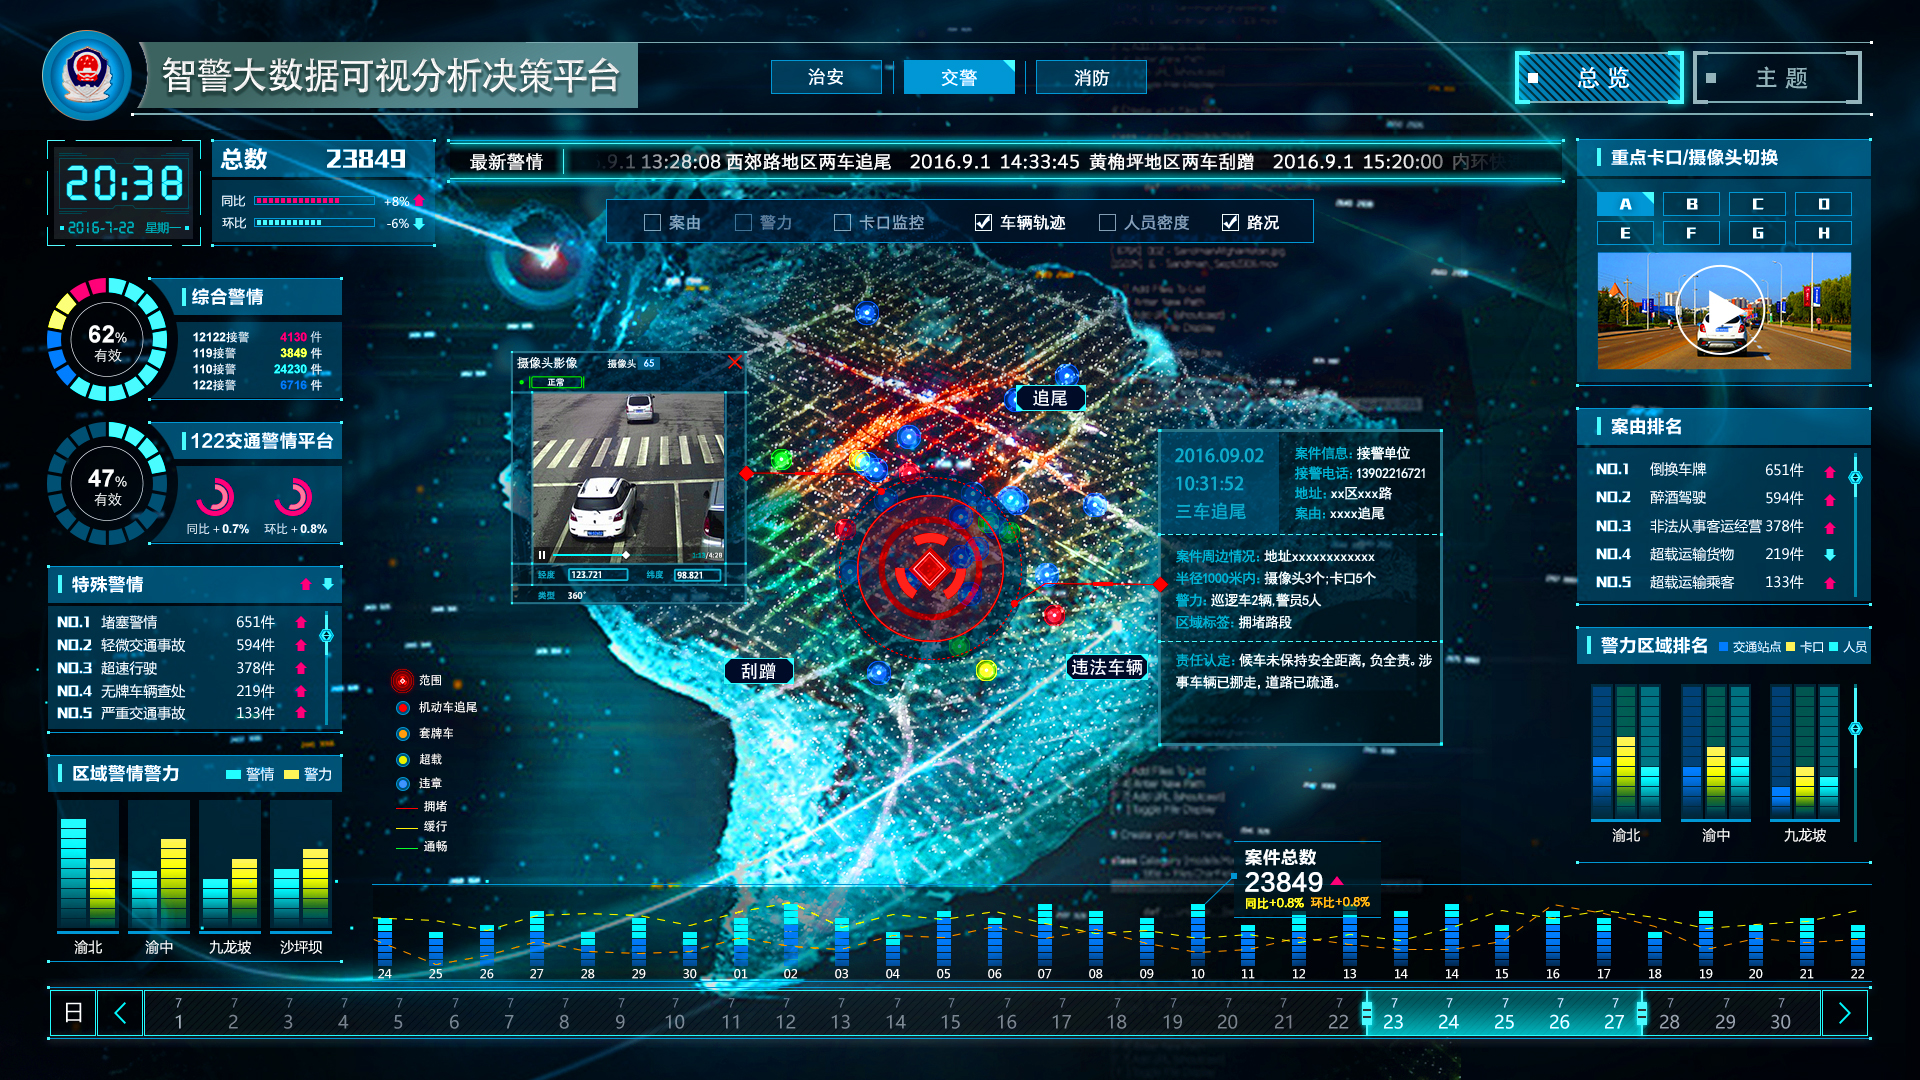 智警大数据可视分析决策平台
治安
交警
消防
总览
主题
20:38
2016-7-22 星期一
总数 23849
同比 +8%
环比 -6%
最新警情
.9.1 13:28:08 西郊路地区两车追尾 2016.9.1 14:33:45 黄桷坪地区两车刮蹭 2016.9.1 15:20:00 内环快
案由
警力
卡口监控
车辆轨迹
人员密度
路况
综合警情
62%
有效
12122接警 4130 件
119接警 3849 件
110接警 24230 件
122接警 6716 件
122交通警情平台
47%
有效
同比 + 0.7% 环比 + 0.8%
特殊警情
NO.1 堵塞警情 651件
NO.2 轻微交通事故 594件
NO.3 超速行驶 378件
NO.4 无牌车辆查处 219件
NO.5 严重交通事故 133件
区域警情警力
警情 警力
渝北 渝中 九龙坡 沙坪坝
摄像头影像 摄像头 65
正常
4:28
经度 123.721 纬度 98.821
类型 360°
追尾
刮蹭
违法车辆
2016.09.02
10:31:52
三车追尾
案件信息: 接警单位
接警电话: 13902216721
地址: xx区xxx路
案由: xxxx追尾
案件周边情况: 地址xxxxxxxxxxxx
半径1000米内: 摄像头3个;卡口5个
警力: 巡逻车2辆,警员5人
区域标签: 拥堵路段
责任认定: 候车未保持安全距离, 负全责。涉
事车辆已挪走, 道路已疏通。
范围
机动车追尾
套牌车
超载
违章
拥堵
缓行
通畅
重点卡口/摄像头切换
A B C D
E F G H
案由排名
NO.1 倒换车牌 651件
NO.2 醉酒驾驶 594件
NO.3 非法从事客运经营 378件
NO.4 超载运输货物 219件
NO.5 超载运输乘客 133件
警力区域排名 交通站点 卡口 人员
渝北 渝中 九龙坡
案件总数
23849
同比+0.8% 环比+0.8%
24 25 26 27 28 29 30 01 02 03 04 05 06 07 08 09 10 11 12 13 14 14 15 16 17 18 19 20 21 22
日
7 7 7 7 7 7 7 7 7 7 7 7 7 7 7 7 7 7 7 7 7 7 7 7 7 7 7 7 7 7
1 2 3 4 5 6 7 8 9 10 11 12 13 14 15 16 17 18 19 20 21 22 23 24 25 26 27 28 29 30